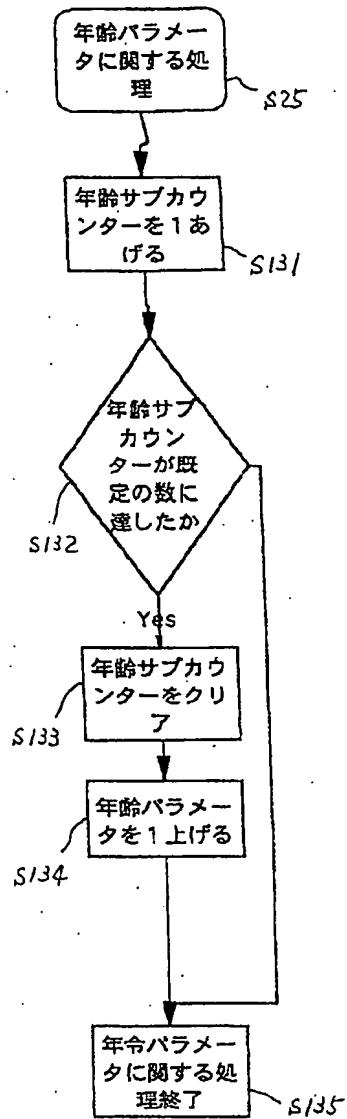 年齢パラメ
ータに関する処
理
S25
年齢サブカウ
ンターを1あ
げる
S131
年齢サブ
カウン
ターが既
定の数に
達したか
S132
Yes
年齢サブカウ
ンターをクリ
了
S133
年齢パラメー
タを1上げる
S134
年令パラメー
タに関する処
理終了
S135